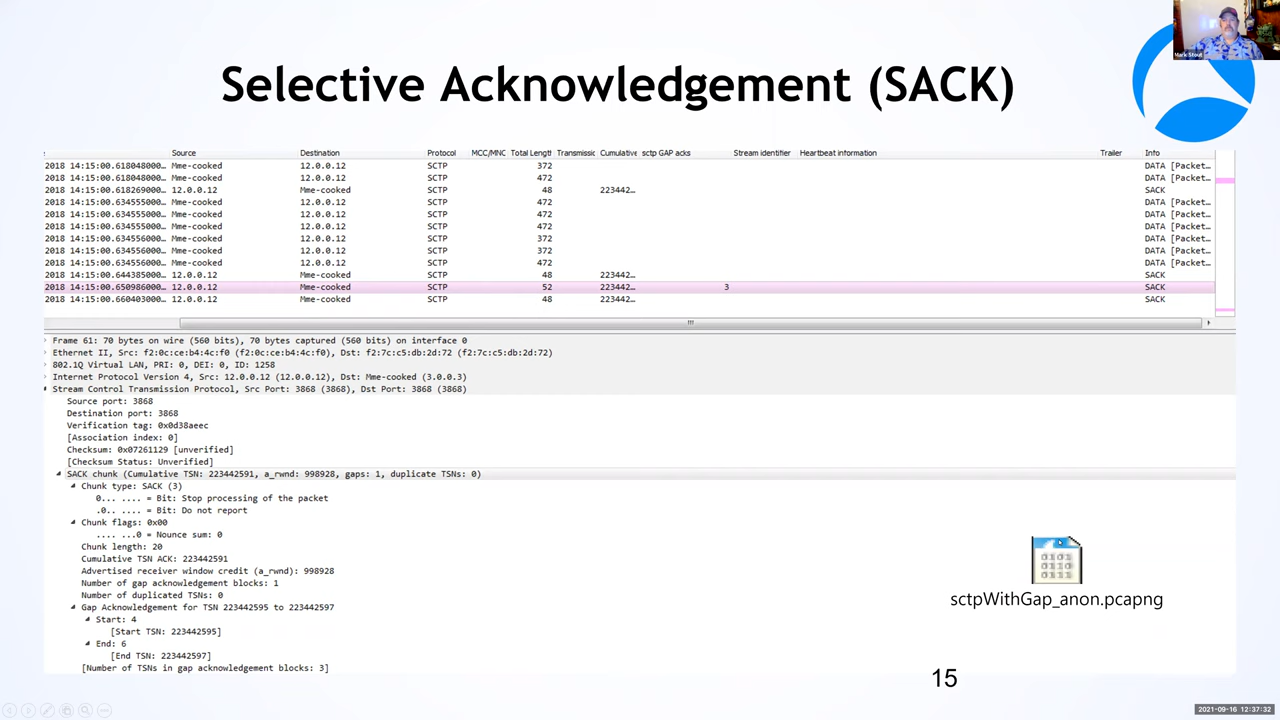 Mark Stout
Selective Acknowledgement (SACK)
Source Destination Protocol MCC/MNC Total Lengtl Transmissic Cumulative sctp GAP acks Stream identifier Heartbeat information Trailer Info
2018 14:15:00.618048000… Mme-cooked 12.0.0.12 SCTP 372 DATA [Packet…
2018 14:15:00.618048000… Mme-cooked 12.0.0.12 SCTP 472 DATA [Packet…
2018 14:15:00.618269000… 12.0.0.12 Mme-cooked SCTP 48 223442… SACK
2018 14:15:00.634555000… Mme-cooked 12.0.0.12 SCTP 472 DATA [Packet…
2018 14:15:00.634555000… Mme-cooked 12.0.0.12 SCTP 472 DATA [Packet…
2018 14:15:00.634555000… Mme-cooked 12.0.0.12 SCTP 472 DATA [Packet…
2018 14:15:00.634556000… Mme-cooked 12.0.0.12 SCTP 372 DATA [Packet…
2018 14:15:00.634556000… Mme-cooked 12.0.0.12 SCTP 372 DATA [Packet…
2018 14:15:00.634556000… Mme-cooked 12.0.0.12 SCTP 472 DATA [Packet…
2018 14:15:00.644385000… 12.0.0.12 Mme-cooked SCTP 48 223442… SACK
2018 14:15:00.650986000… 12.0.0.12 Mme-cooked SCTP 52 223442… 3 SACK
2018 14:15:00.660403000… 12.0.0.12 Mme-cooked SCTP 48 223442… SACK
Frame 61: 70 bytes on wire (560 bits), 70 bytes captured (560 bits) on interface 0
Ethernet II, Src: f2:0c:ce:b4:4c:f0 (f2:0c:ce:b4:4c:f0), Dst: f2:7c:c5:db:2d:72 (f2:7c:c5:db:2d:72)
802.1Q Virtual LAN, PRI: 0, DEI: 0, ID: 1258
Internet Protocol Version 4, Src: 12.0.0.12 (12.0.0.12), Dst: Mme-cooked (3.0.0.3)
Stream Control Transmission Protocol, Src Port: 3868 (3868), Dst Port: 3868 (3868)
Source port: 3868
Destination port: 3868
Verification tag: 0x0d38aeec
[Association index: 0]
Checksum: 0x07261129 [unverified]
[Checksum Status: Unverified]
SACK chunk (Cumulative TSN: 223442591, a_rwnd: 998928, gaps: 1, duplicate TSNs: 0)
Chunk type: SACK (3)
0... .... = Bit: Stop processing of the packet
.0.. .... = Bit: Do not report
Chunk flags: 0x00
.... ...0 = Nounce sum: 0
Chunk length: 20
Cumulative TSN ACK: 223442591
Advertised receiver window credit (a_rwnd): 998928
Number of gap acknowledgement blocks: 1
Number of duplicated TSNs: 0
Gap Acknowledgement for TSN 223442595 to 223442597
Start: 4
[Start TSN: 223442595]
End: 6
[End TSN: 223442597]
[Number of TSNs in gap acknowledgement blocks: 3]
sctpWithGap_anon.pcapng
15
2021-09-16 12:37:32